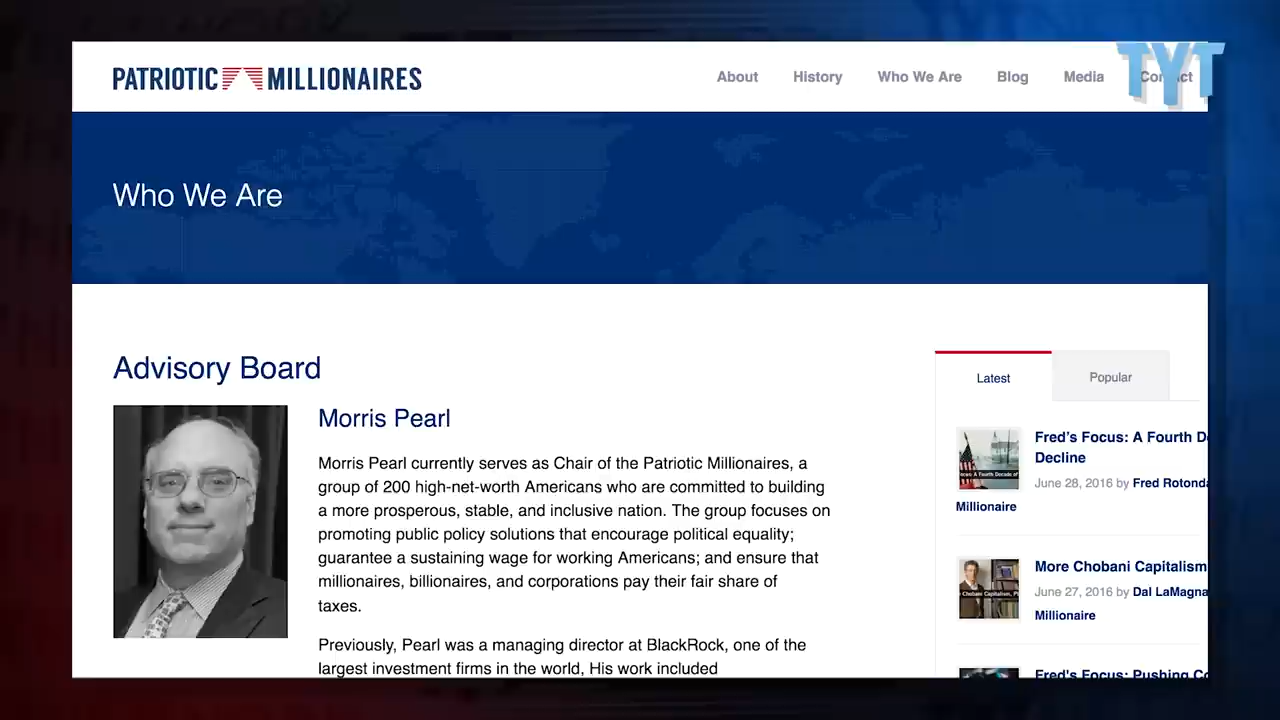 PATRIOTIC MILLIONAIRES
About History Who We Are Blog Media Contact
TYT
Who We Are
Advisory Board
Morris Pearl
Morris Pearl currently serves as Chair of the Patriotic Millionaires, a
group of 200 high-net-worth Americans who are committed to building
a more prosperous, stable, and inclusive nation. The group focuses on
promoting public policy solutions that encourage political equality;
guarantee a sustaining wage for working Americans; and ensure that
millionaires, billionaires, and corporations pay their fair share of
taxes.
Previously, Pearl was a managing director at BlackRock, one of the
largest investment firms in the world, His work included
Latest Popular
Fred's Focus: A Fourth D
Decline
June 28, 2016 by Fred Rotonda
Millionaire
More Chobani Capitalism
June 27, 2016 by Dal LaMagna
Millionaire
Fred's Focus: Pushing Co